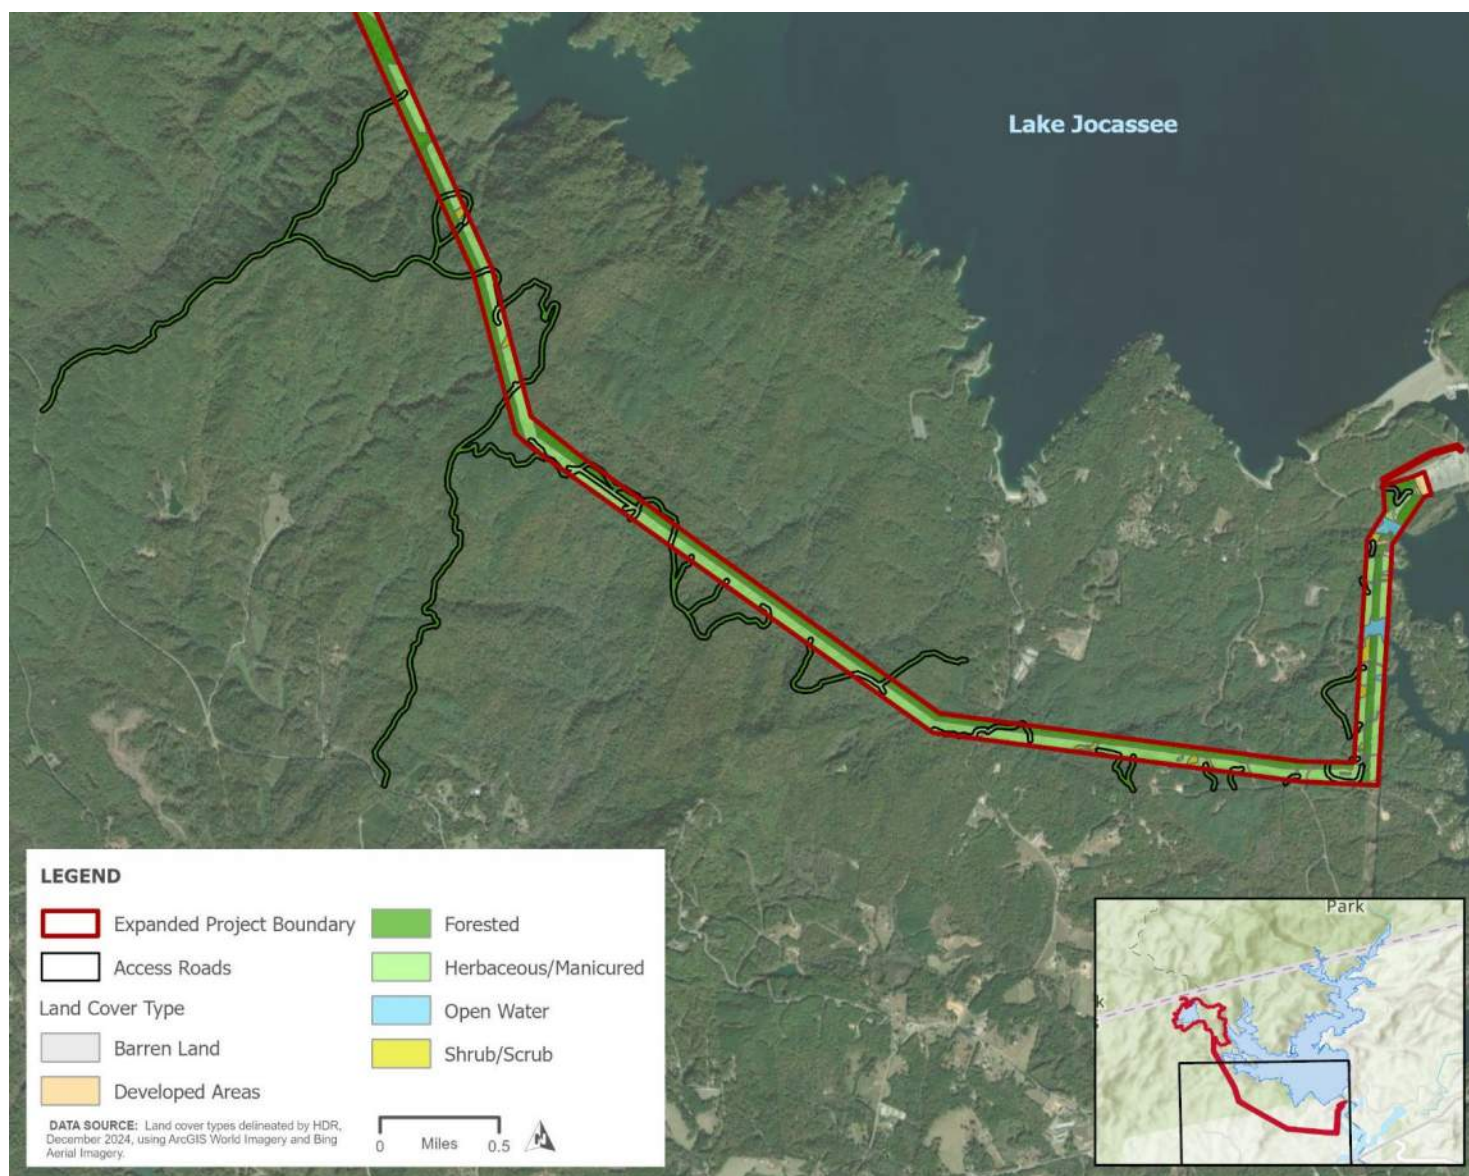 Lake Jocassee
LEGEND
Expanded Project Boundary
Access Roads
Land Cover Type
Barren Land
Developed Areas
Forested
Herbaceous/Manicured
Open Water
Shrub/Scrub
DATA SOURCE: Land cover types delineated by HDR,
December 2024, using ArcGIS World Imagery and Bing
Aerial Imagery.
0 Miles 0.5
Park
k